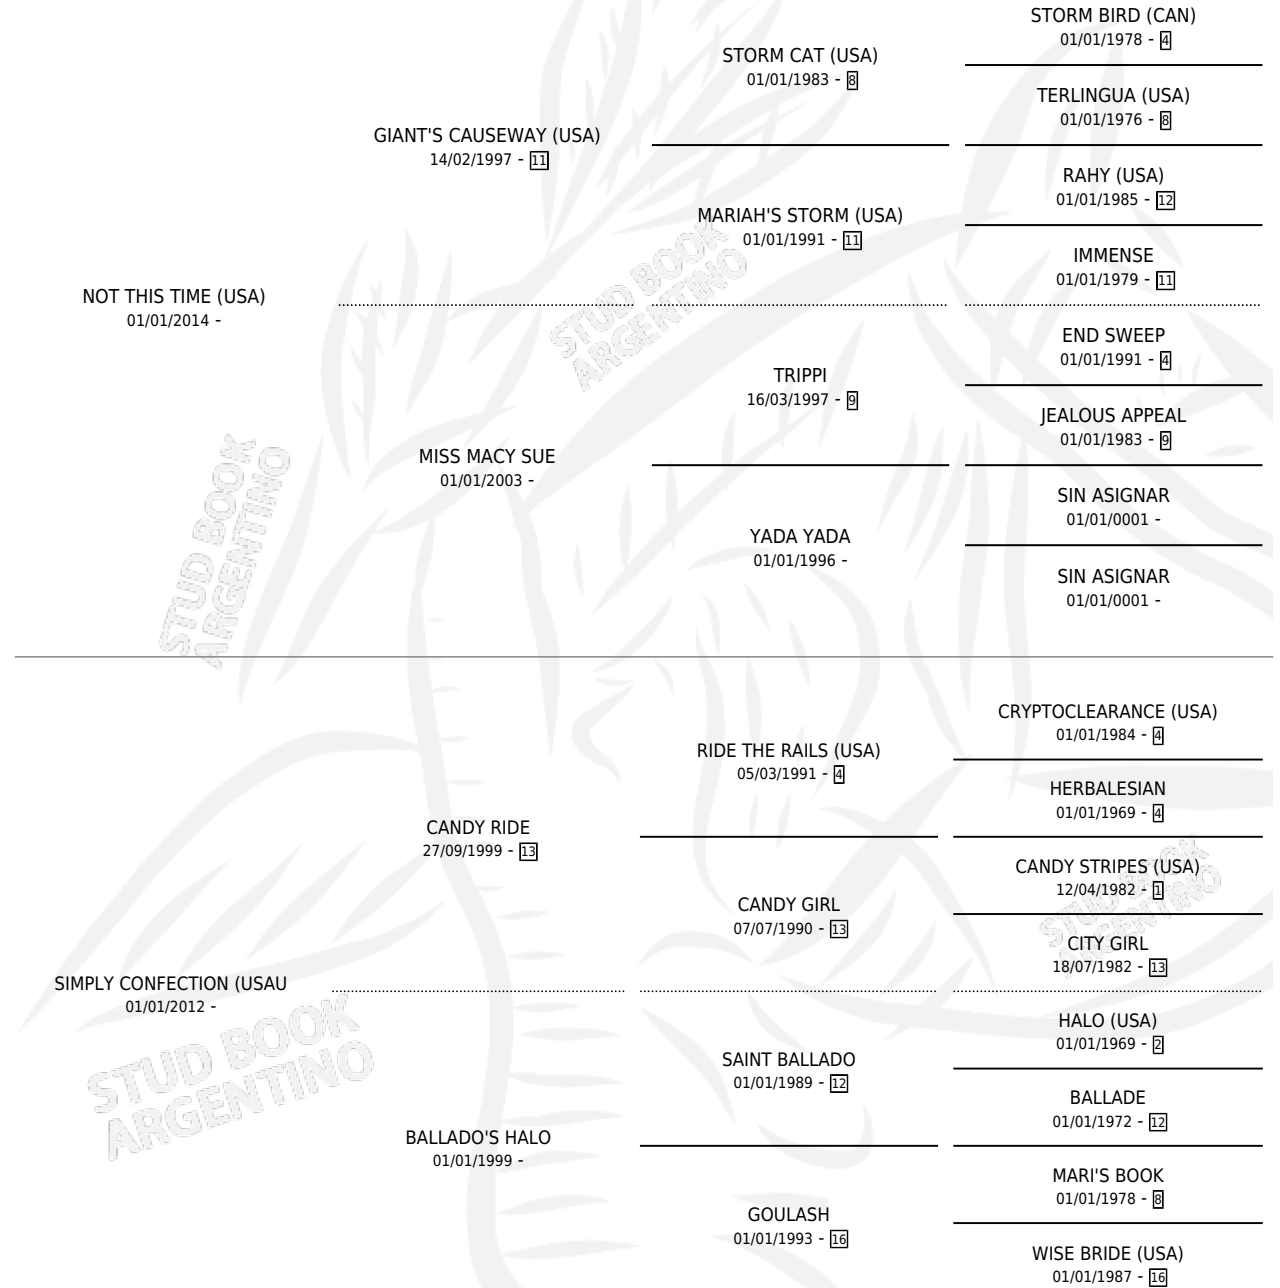 STORM BIRD (CAN)
01/01/1978 - 4
STORM CAT (USA)
01/01/1983 - 8
TERLINGUA (USA)
01/01/1976 - 8
GIANT'S CAUSEWAY (USA)
14/02/1997 - 11
RAHY (USA)
01/01/1985 - 12
MARIAH'S STORM (USA)
01/01/1991 - 11
IMMENSE
01/01/1979 - 11
NOT THIS TIME (USA)
01/01/2014 -
END SWEEP
01/01/1991 - 4
TRIPPI
16/03/1997 - 9
JEALOUS APPEAL
01/01/1983 - 9
MISS MACY SUE
01/01/2003 -
SIN ASIGNAR
01/01/0001 -
YADA YADA
01/01/1996 -
SIN ASIGNAR
01/01/0001 -
CRYPTOCLEARANCE (USA)
01/01/1984 - 4
RIDE THE RAILS (USA)
05/03/1991 - 4
HERBALESIAN
01/01/1969 - 4
CANDY RIDE
27/09/1999 - 13
CANDY STRIPES (USA)
12/04/1982 - 1
CANDY GIRL
07/07/1990 - 13
CITY GIRL
18/07/1982 - 13
SIMPLY CONFECTION (USAU
01/01/2012 -
HALO (USA)
01/01/1969 - 2
SAINT BALLADO
01/01/1989 - 12
BALLADE
01/01/1972 - 12
BALLADO'S HALO
01/01/1999 -
MARI'S BOOK
01/01/1978 - 8
GOULASH
01/01/1993 - 16
WISE BRIDE (USA)
01/01/1987 - 16
STUD BOOK
ARGENTINO
STUD BOOK
ARGENTINO
STUD BOOK
ARGENTINO
STUD BOOK
ARGENTINO